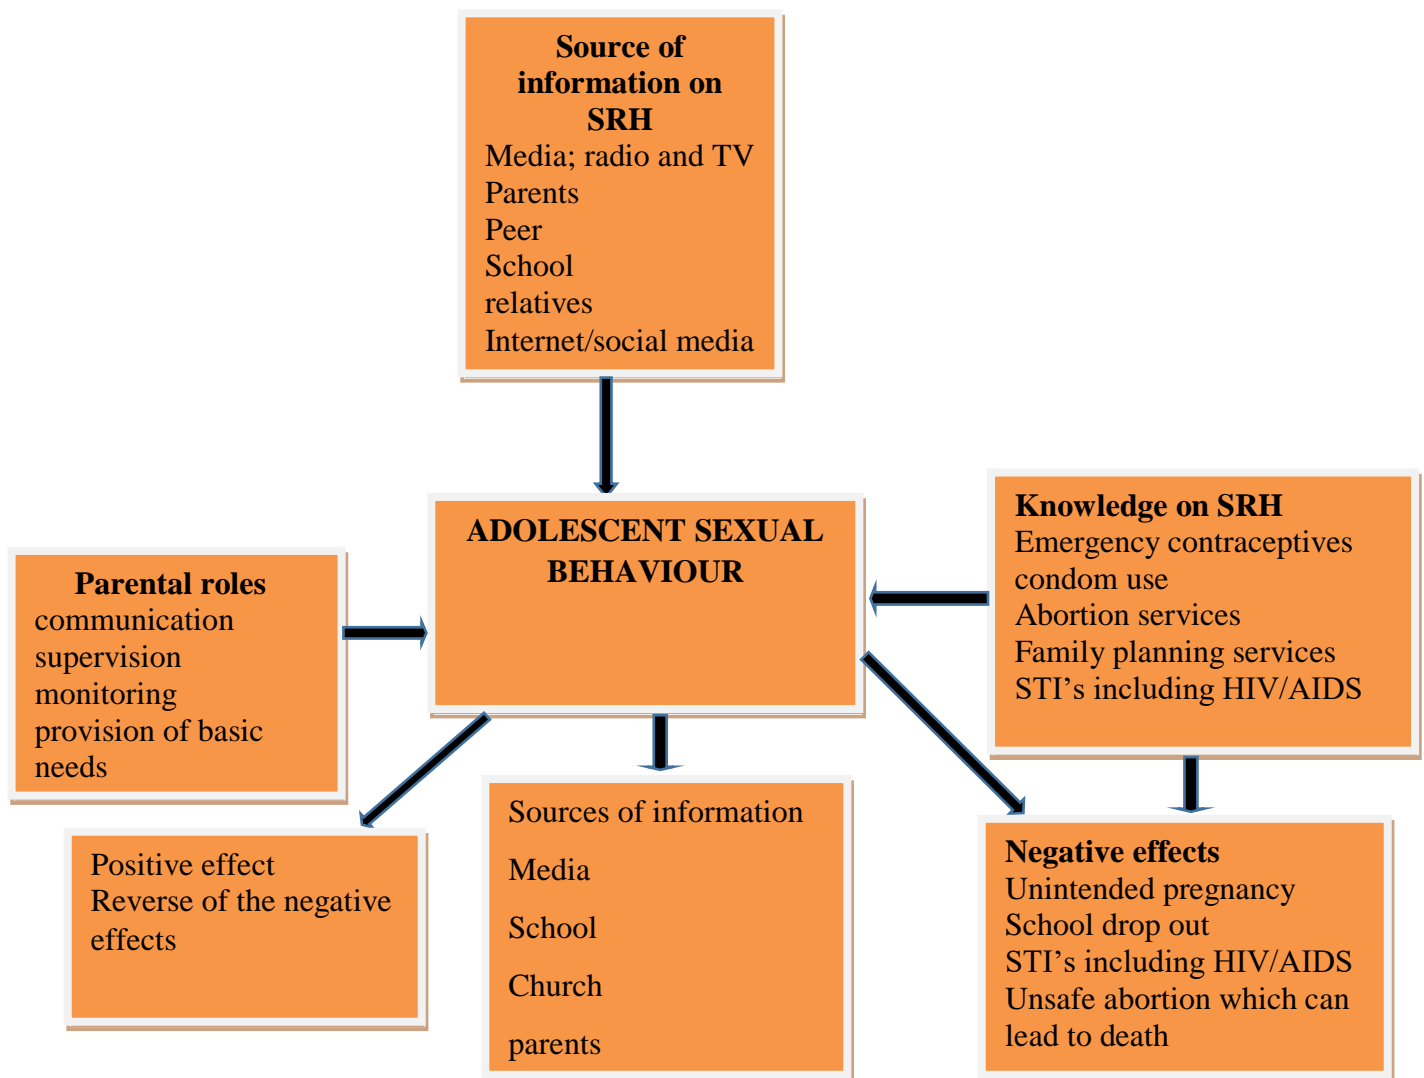 Source of
information on
SRH
Media; radio and TV
Parents
Peer
School
relatives
Internet/social media
ADOLESCENT SEXUAL
BEHAVIOUR
Knowledge on SRH
Emergency contraceptives
condom use
Abortion services
Family planning services
STI’s including HIV/AIDS
Parental roles
communication
supervision
monitoring
provision of basic
needs
Positive effect
Reverse of the negative
effects
Sources of information
Media
School
Church
parents
Negative effects
Unintended pregnancy
School drop out
STI’s including HIV/AIDS
Unsafe abortion which can
lead to death